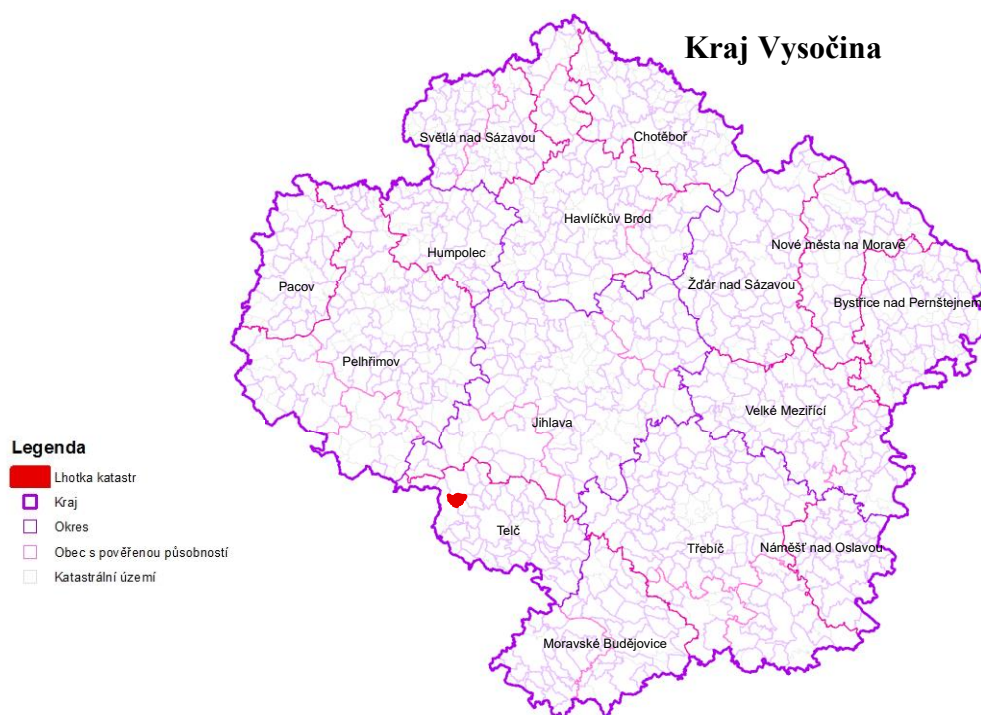 Kraj Vysočina
Světlá nad Sázavou
Chotěboř
Havlíčkův Brod
Humpolec
Nové města na Moravě
Pacov
Žďár nad Sázavou
Bystřice nad Pernštejnem
Pelhřimov
Velké Meziřící
Jihlava
Telč
Třebíč
Náměšť nad Oslavou
Moravské Budějovice
Legenda
Lhotka katastr
Kraj
Okres
Obec s pověřenou působností
Katastrální území